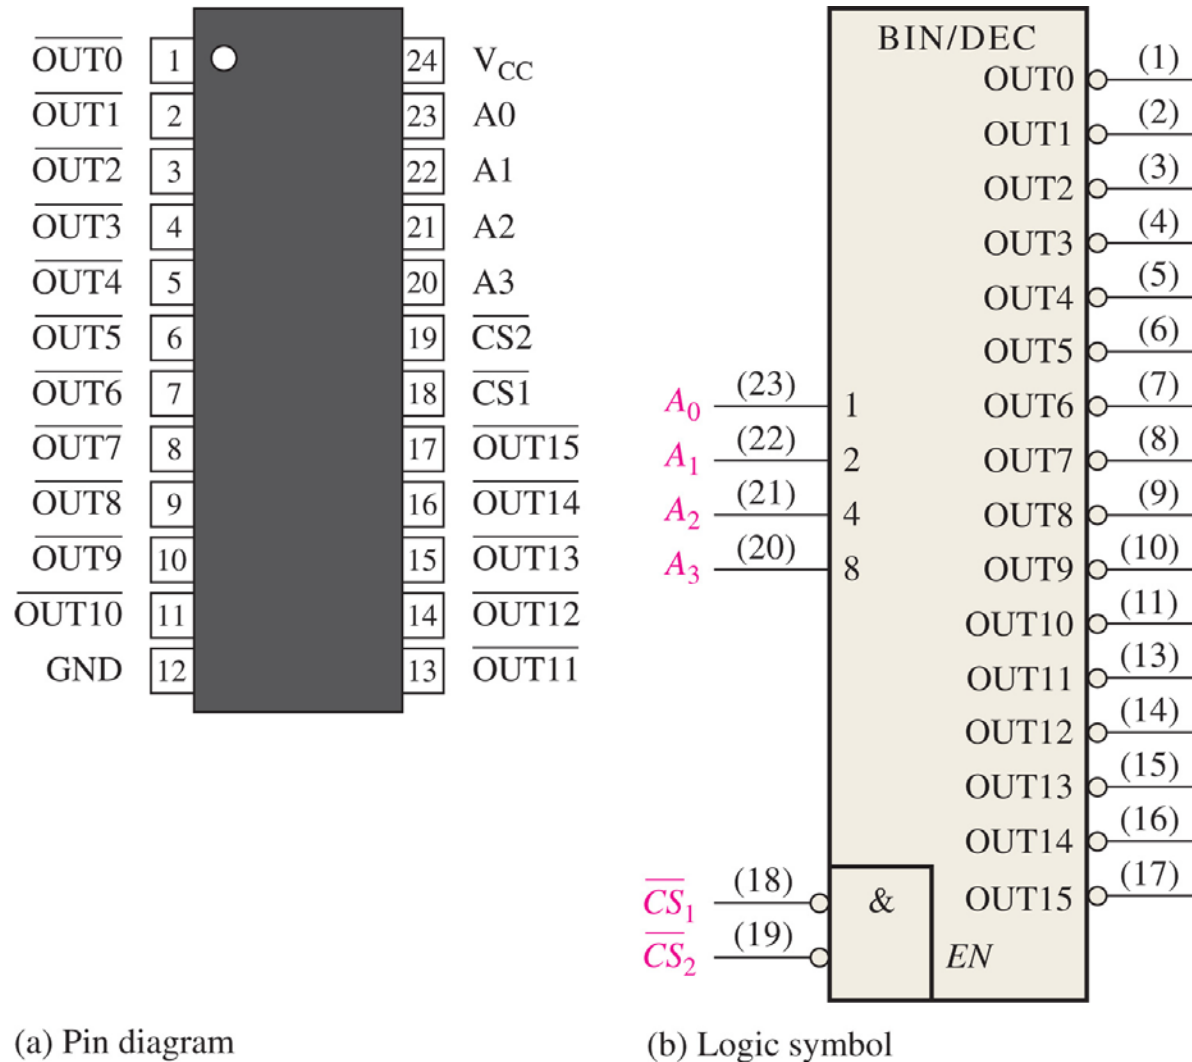 OUT0 1 24 VCC
OUT1 2 23 A0
OUT2 3 22 A1
OUT3 4 21 A2
OUT4 5 20 A3
OUT5 6 19 CS2
OUT6 7 18 CS1
OUT7 8 17 OUT15
OUT8 9 16 OUT14
OUT9 10 15 OUT13
OUT10 11 14 OUT12
GND 12 13 OUT11
(a) Pin diagram
BIN/DEC
OUT0 (1)
OUT1 (2)
OUT2 (3)
OUT3 (4)
OUT4 (5)
OUT5 (6)
A0 (23) 1 OUT6 (7)
A1 (22) 2 OUT7 (8)
A2 (21) 4 OUT8 (9)
A3 (20) 8 OUT9 (10)
OUT10 (11)
OUT11 (13)
OUT12 (14)
OUT13 (15)
OUT14 (16)
CS1 (18) & OUT15 (17)
CS2 (19) EN
(b) Logic symbol